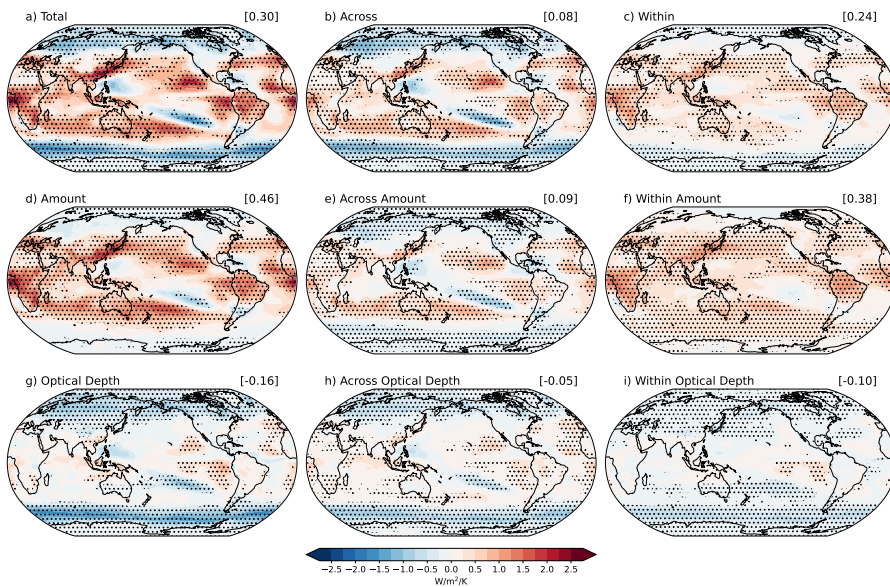 a) Total [0.30]
b) Across [0.08]
c) Within [0.24]
d) Amount [0.46]
e) Across Amount [0.09]
f) Within Amount [0.38]
g) Optical Depth [-0.16]
h) Across Optical Depth [-0.05]
i) Within Optical Depth [-0.10]
−2.5 −2.0 −1.5 −1.0 −0.5 0.0 0.5 1.0 1.5 2.0 2.5
W/m²/K